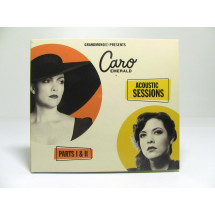 GRANDMONO PRESENTS
Caro
EMERALD
ACOUSTIC
SESSIONS
PARTS I & II